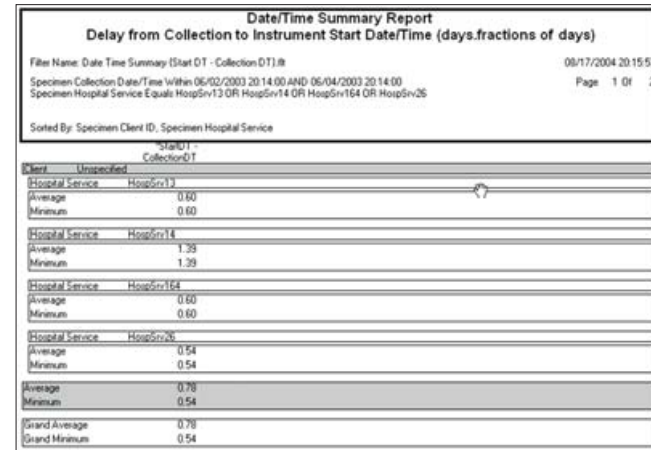 Date/Time Summary Report
Delay from Collection to Instrument Start Date/Time (days.fractions of days)
Filter Name: Date Time Summary (Start DT - Collection DT).flt 08/17/2004 20:15:5
Specimen Collection Date/Time Within 06/02/2003 20:14:00 AND 06/04/2003 20:14:00 Page 1 Of
Specimen Hospital Service Equals HospSrv13 OR HospSrv14 OR HospSrv164 OR HospSrv26
Sorted By: Specimen Client ID, Specimen Hospital Service
"StartDT -
CollectionDT
Client Unspecified
Hospital Service HospSrv13
Average 0.60
Minimum 0.60
Hospital Service HospSrv14
Average 1.39
Minimum 1.39
Hospital Service HospSrv164
Average 0.60
Minimum 0.60
Hospital Service HospSrv26
Average 0.54
Minimum 0.54
Average 0.78
Minimum 0.54
Grand Average 0.78
Grand Minimum 0.54